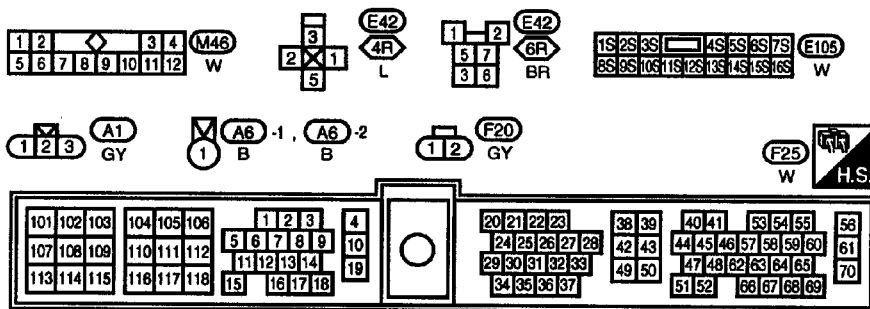 1 2 3 4 M46
5 6 7 8 9 10 11 12 W
3 E42
2 1 4R
5 L
1 2 E42
5 7 6R
3 6 BR
1S 2S 3S 4S 5S 6S 7S E105
8S 9S 10S 11S 12S 13S 14S 15S 16S W
1 2 3 A1
GY
1 A6 -1 , A6 -2
B B
1 2 F20
GY
F25
W H.S.
101 102 103 104 105 106 1 2 3 4 20 21 22 23 38 39 40 41 53 54 55 56
107 108 109 110 111 112 5 6 7 8 9 10 24 25 26 27 28 42 43 44 45 46 57 58 59 60 61
113 114 115 116 117 118 11 12 13 14 19 29 30 31 32 33 49 50 47 48 62 63 64 65 70
15 16 17 18 34 35 36 37 51 52 66 67 68 69